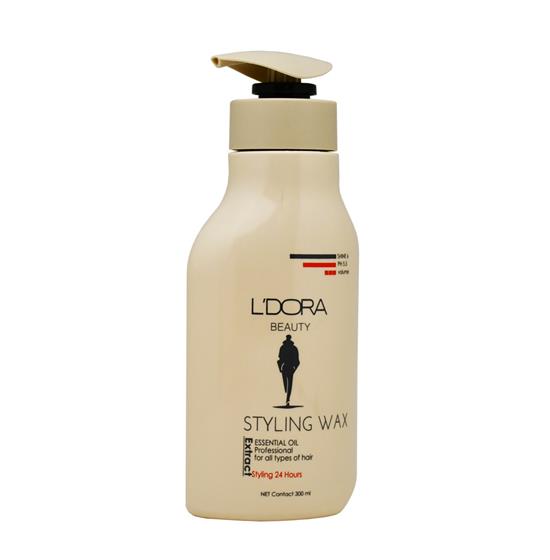 SHINE &
PH 5.5
volume
L'DORA
BEAUTY
STYLING WAX
Extract
ESSENTIAL OIL
Professional
for all types of hair
Styling 24 Hours
NET Contact 300 ml